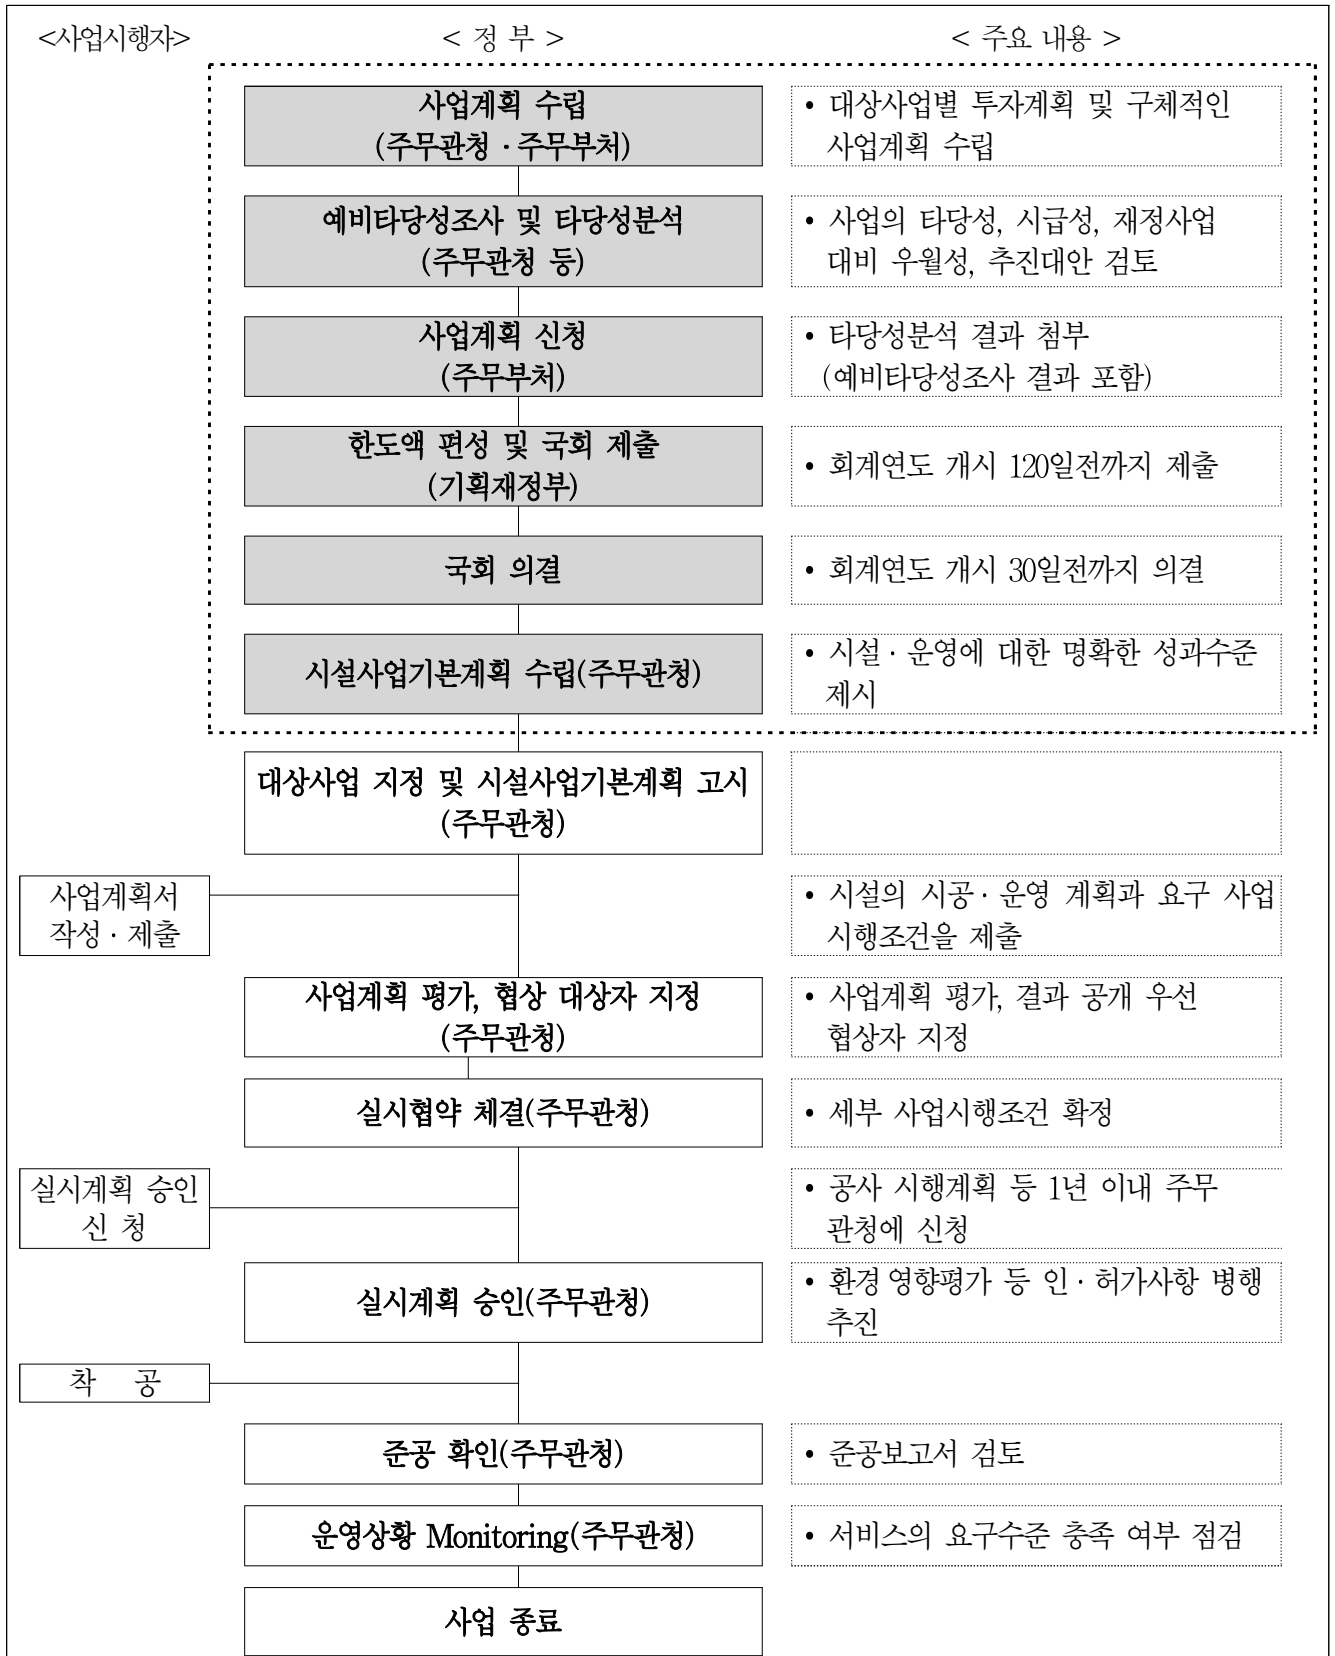 <사업시행자>
< 정 부 >
< 주요 내용 >
사업계획 수립
(주무관청 · 주무부처)
• 대상사업별 투자계획 및 구체적인
사업계획 수립
예비타당성조사 및 타당성분석
(주무관청 등)
• 사업의 타당성, 시급성, 재정사업
대비 우월성, 추진대안 검토
사업계획 신청
(주무부처)
• 타당성분석 결과 첨부
(예비타당성조사 결과 포함)
한도액 편성 및 국회 제출
(기획재정부)
• 회계연도 개시 120일전까지 제출
국회 의결
• 회계연도 개시 30일전까지 의결
시설사업기본계획 수립(주무관청)
• 시설 · 운영에 대한 명확한 성과수준
제시
대상사업 지정 및 시설사업기본계획 고시
(주무관청)
사업계획서
작성 · 제출
• 시설의 시공 · 운영 계획과 요구 사업
시행조건을 제출
사업계획 평가, 협상 대상자 지정
(주무관청)
• 사업계획 평가, 결과 공개 우선
협상자 지정
실시협약 체결(주무관청)
• 세부 사업시행조건 확정
실시계획 승인
신 청
• 공사 시행계획 등 1년 이내 주무
관청에 신청
실시계획 승인(주무관청)
• 환경 영향평가 등 인 · 허가사항 병행
추진
착 공
준공 확인(주무관청)
• 준공보고서 검토
운영상황 Monitoring(주무관청)
• 서비스의 요구수준 충족 여부 점검
사업 종료